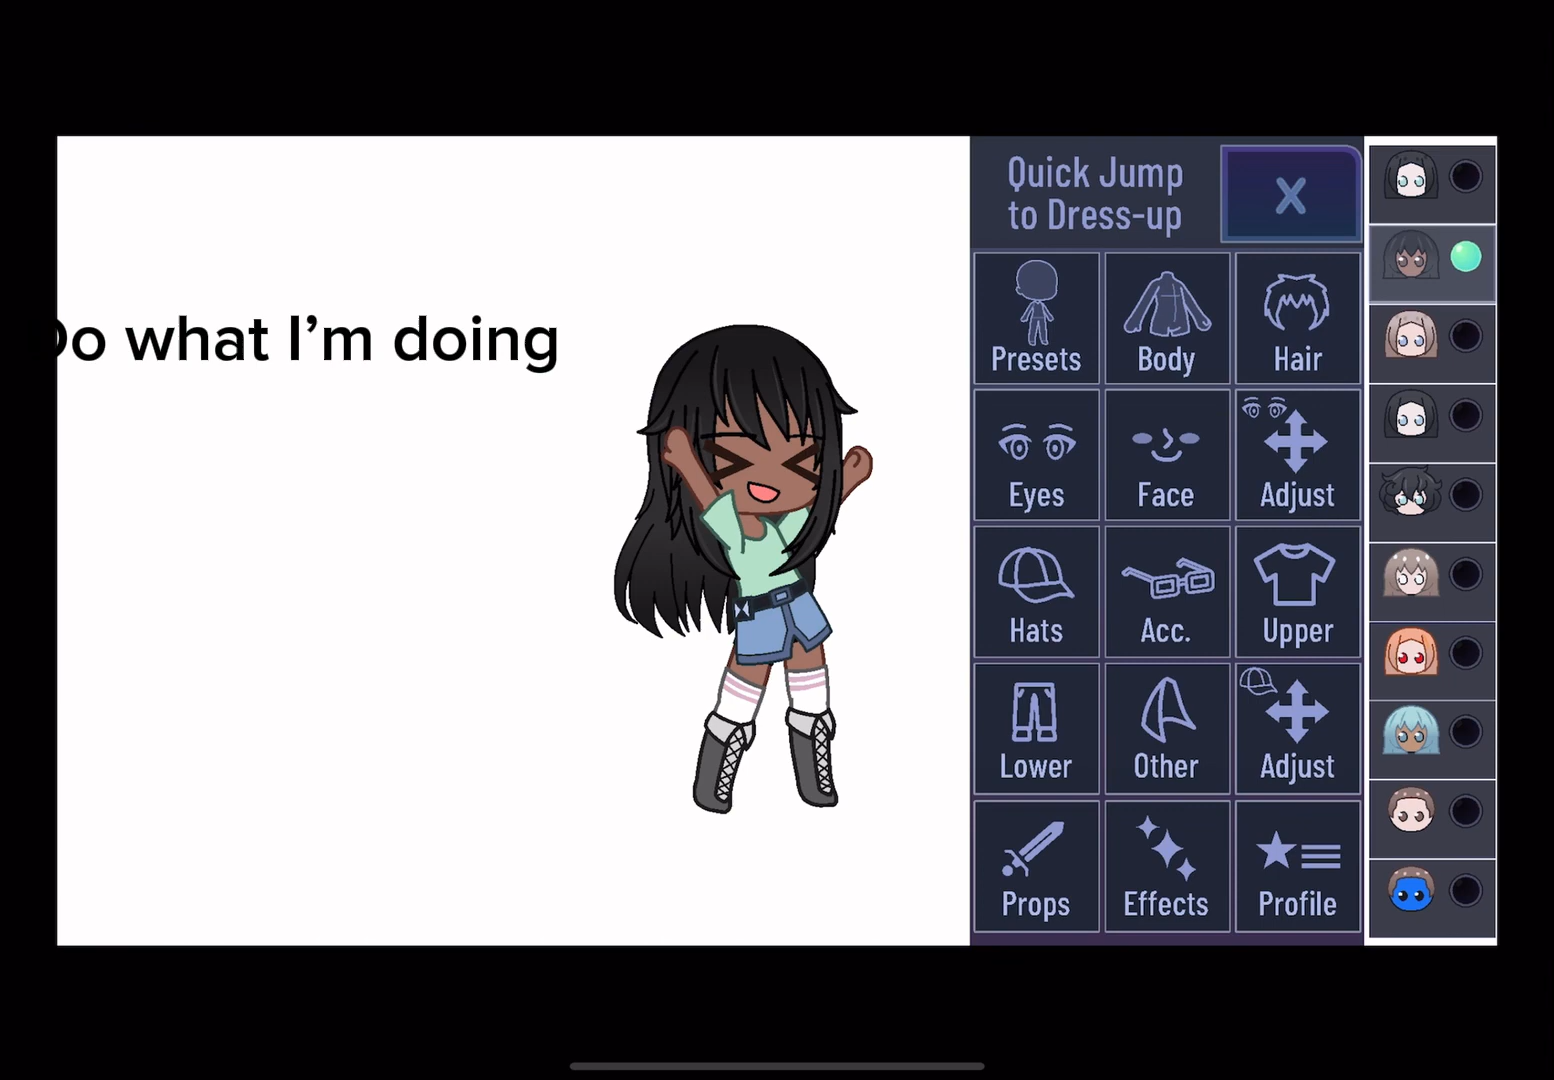 Do what I'm doing
Quick Jump
to Dress-up
X
Presets
Body
Hair
Eyes
Face
Adjust
Hats
Acc.
Upper
Lower
Other
Adjust
Props
Effects
Profile